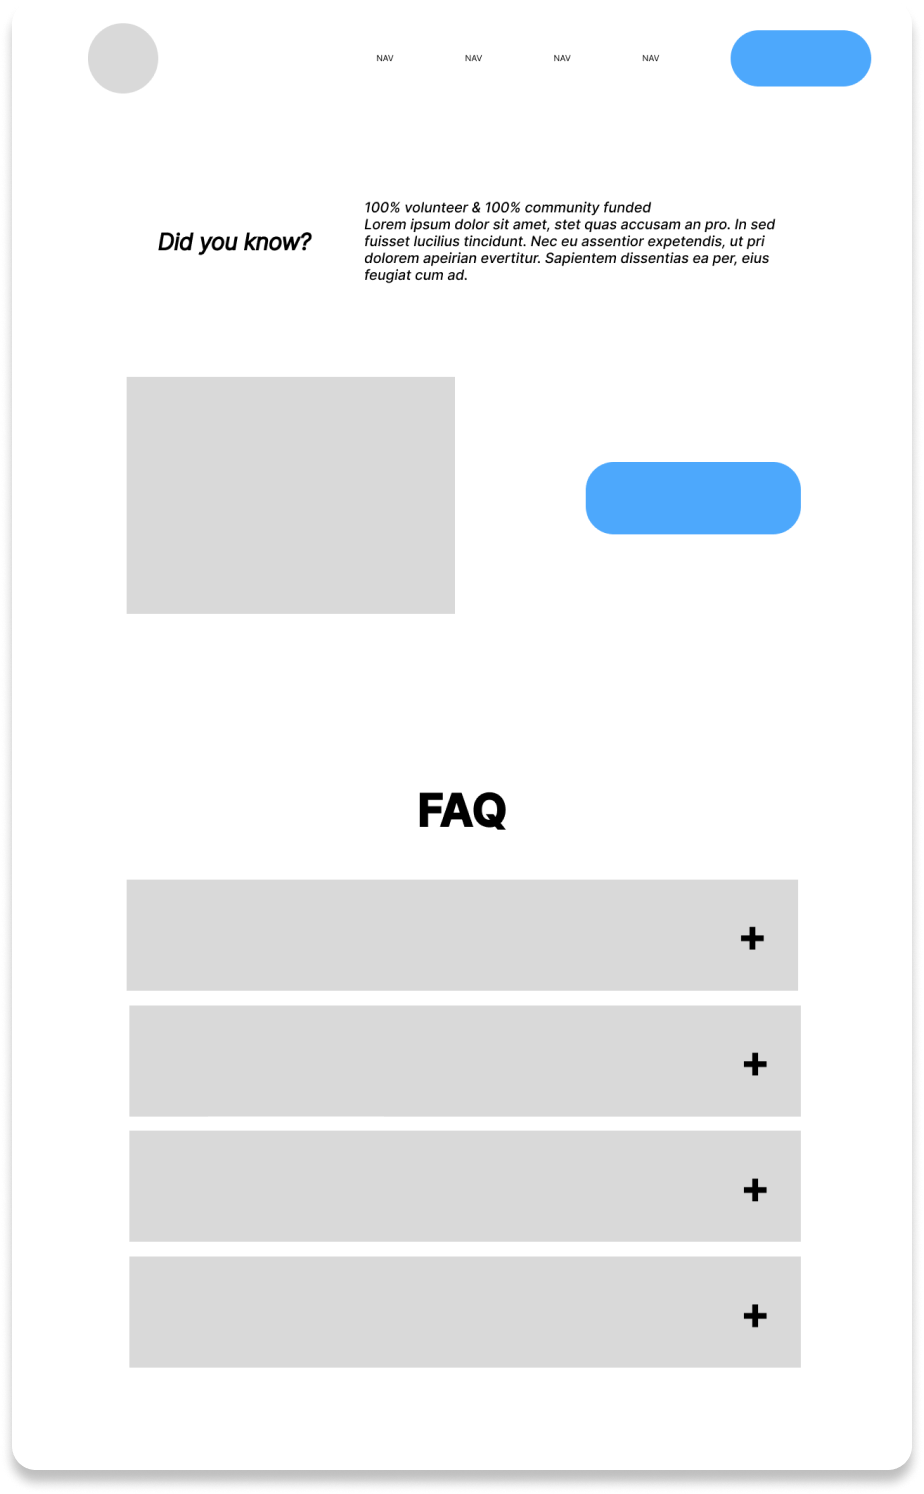 NAV NAV NAV NAV
Did you know?
100% volunteer & 100% community funded
Lorem ipsum dolor sit amet, stet quas accusam an pro. In sed
fuisset lucilius tincidunt. Nec eu assentior expetendis, ut pri
dolorem apeirian evertitur. Sapientem dissentias ea per, eius
feugiat cum ad.
FAQ
+
+
+
+